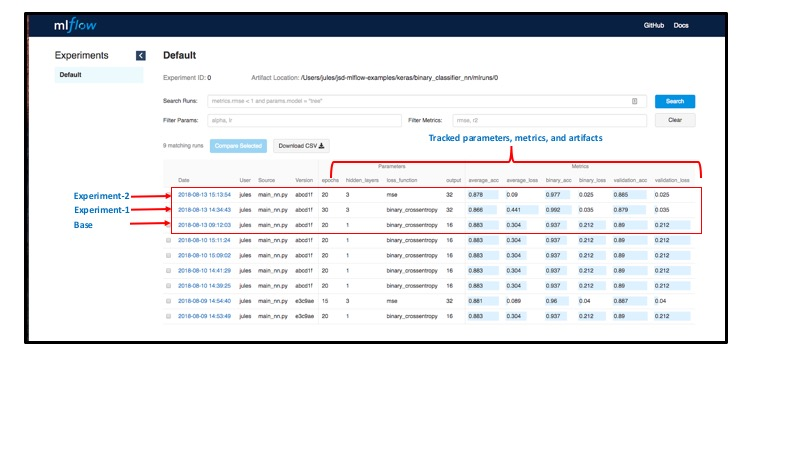 mlflow
GitHub Docs
Experiments
Default
Default
Experiment ID: 0 Artifact Location: /Users/jules/jsd-mlflow-examples/keras/binary_classifier_nn/mlruns/0
Search Runs: metrics.rmse < 1 and params.model = "tree" Search
Filter Params: alpha, lr Filter Metrics: rmse, r2 Clear
Tracked parameters, metrics, and artifacts
9 matching runs Compare Selected Download CSV
Parameters Metrics
Date User Source Version epochs hidden_layers loss_function output average_acc average_loss binary_acc binary_loss validation_acc validation_loss
Experiment-2 2018-08-13 15:13:54 jules main_nn.py abcd1f 20 3 mse 32 0.878 0.09 0.977 0.025 0.885 0.025
Experiment-1 2018-08-13 14:34:43 jules main_nn.py abcd1f 30 3 binary_crossentropy 32 0.866 0.441 0.992 0.035 0.879 0.035
Base 2018-08-13 09:12:03 jules main_nn.py abcd1f 20 1 binary_crossentropy 16 0.883 0.304 0.937 0.212 0.89 0.212
2018-08-10 15:11:24 jules main_nn.py abcd1f 20 1 binary_crossentropy 16 0.883 0.304 0.937 0.212 0.89 0.212
2018-08-10 15:09:02 jules main_nn.py abcd1f 20 1 binary_crossentropy 16 0.883 0.304 0.937 0.212 0.89 0.212
2018-08-10 14:41:29 jules main_nn.py abcd1f 20 1 binary_crossentropy 16 0.883 0.304 0.937 0.212 0.89 0.212
2018-08-10 14:39:25 jules main_nn.py abcd1f 20 1 binary_crossentropy 16 0.883 0.304 0.937 0.212 0.89 0.212
2018-08-09 14:54:40 jules main_nn.py e3c9ae 15 3 mse 32 0.881 0.089 0.96 0.04 0.887 0.04
2018-08-09 14:53:49 jules main_nn.py e3c9ae 20 1 binary_crossentropy 16 0.883 0.304 0.937 0.212 0.89 0.212